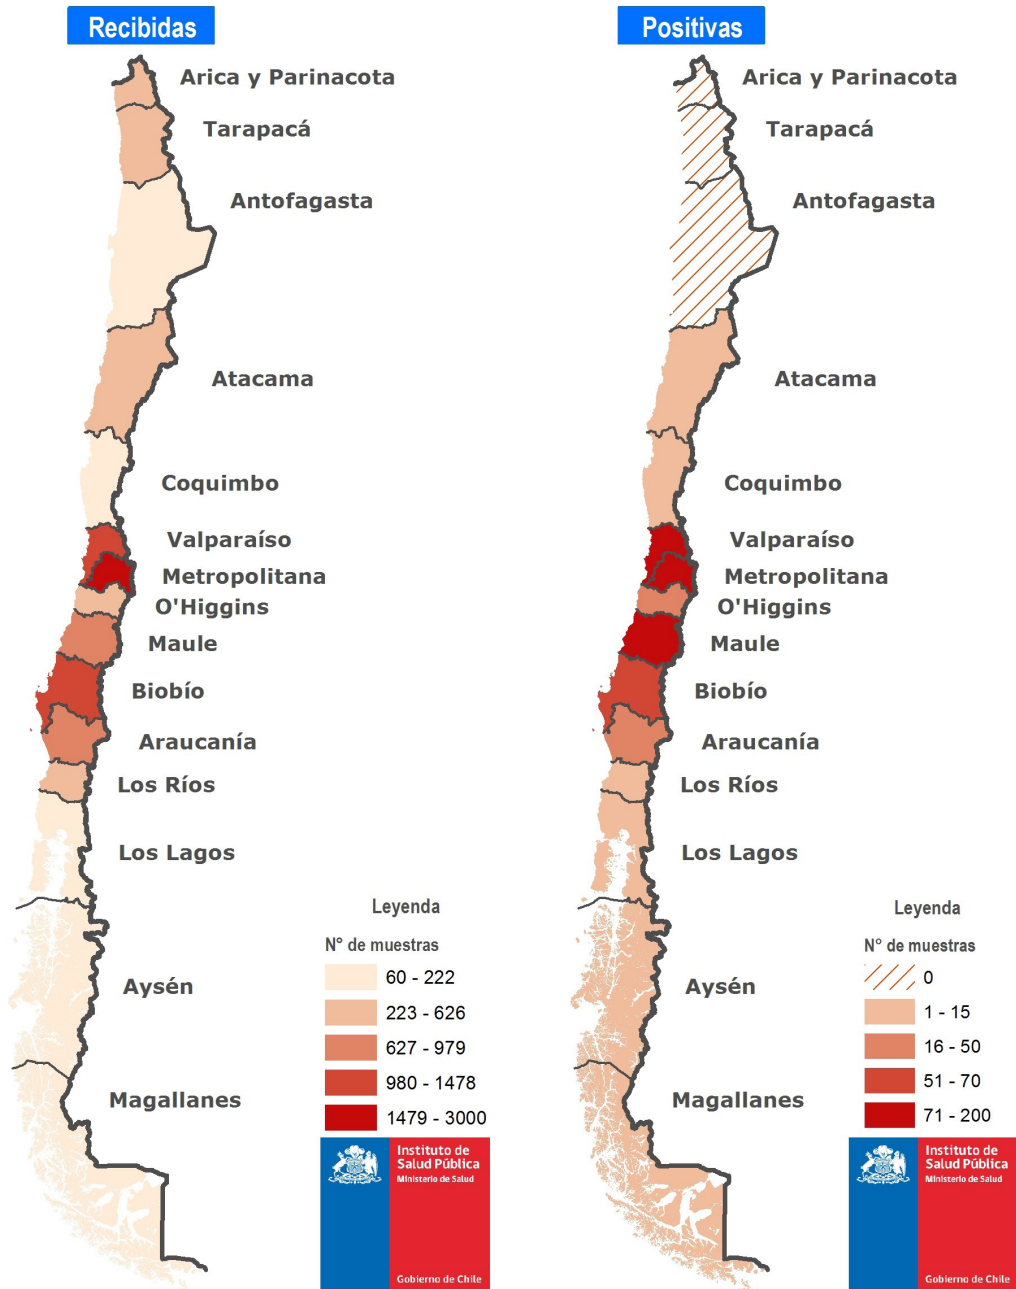 Recibidas
Arica y Parinacota
Tarapacá
Antofagasta
Atacama
Coquimbo
Valparaíso
Metropolitana
O'Higgins
Maule
Biobío
Araucanía
Los Ríos
Los Lagos
Aysén
Magallanes
Leyenda
N° de muestras
60 - 222
223 - 626
627 - 979
980 - 1478
1479 - 3000
Instituto de
Salud Pública
Ministerio de Salud
Gobierno de Chile
Positivas
Arica y Parinacota
Tarapacá
Antofagasta
Atacama
Coquimbo
Valparaíso
Metropolitana
O'Higgins
Maule
Biobío
Araucanía
Los Ríos
Los Lagos
Aysén
Magallanes
Leyenda
N° de muestras
0
1 - 15
16 - 50
51 - 70
71 - 200
Instituto de
Salud Pública
Ministerio de Salud
Gobierno de Chile